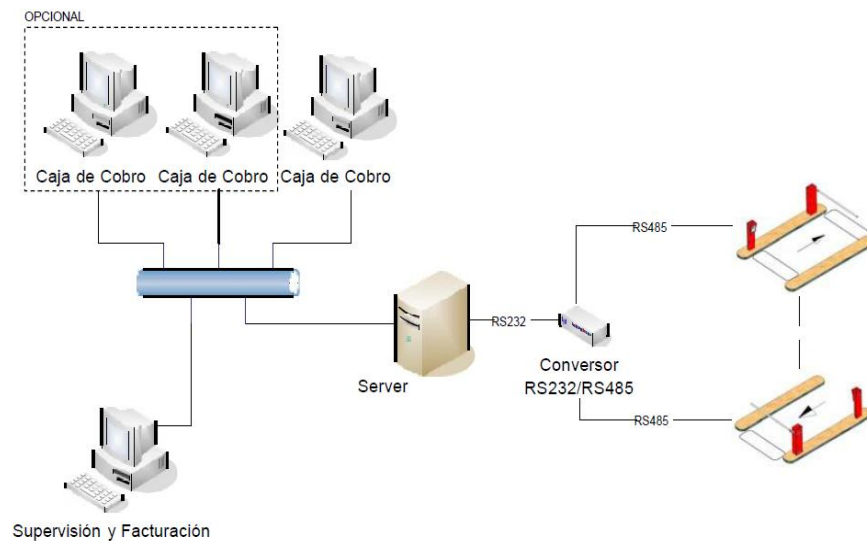 OPCIONAL
Caja de Cobro
Caja de Cobro
Caja de Cobro
RS485
RS232
Server
Conversor
RS232/RS485
RS485
Supervisión y Facturación